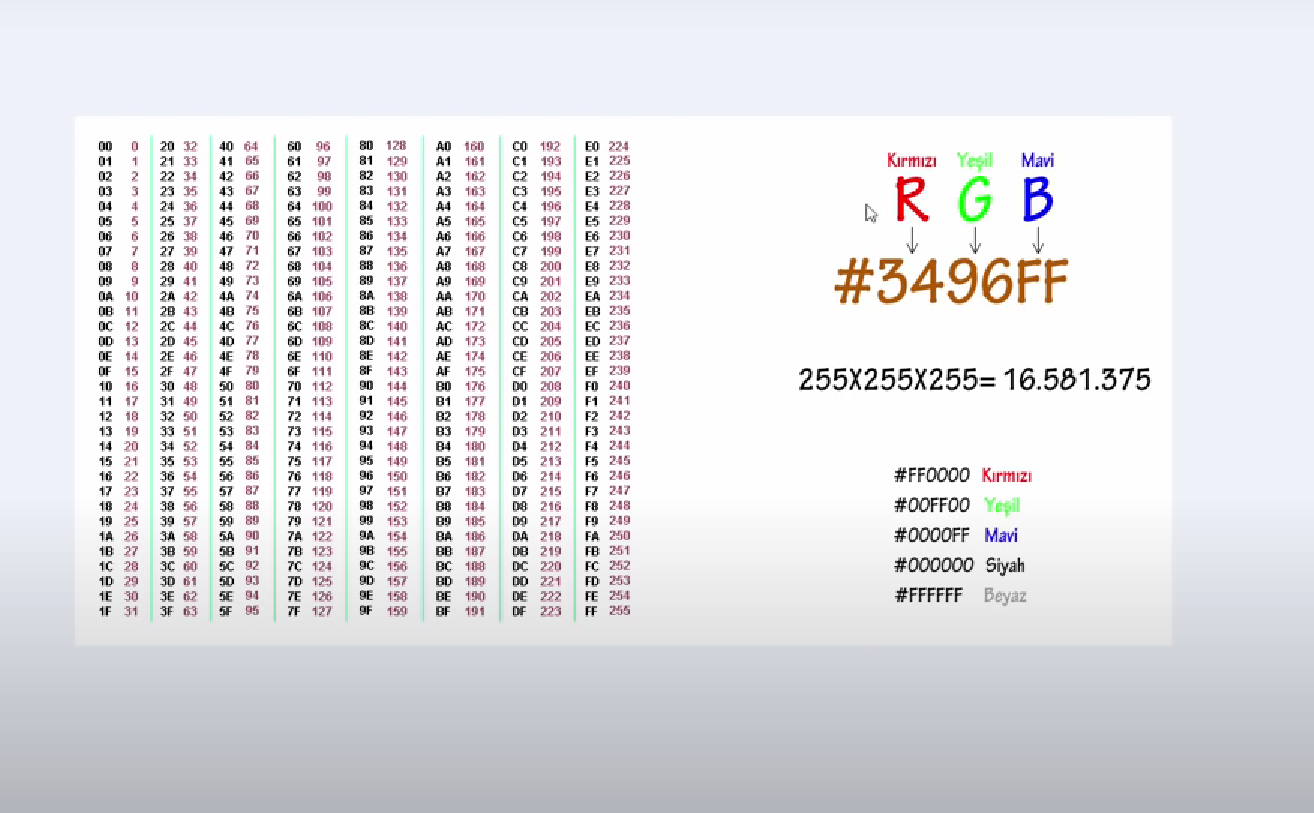 00 0 20 32 40 64 60 96 80 128 A0 160 C0 192 E0 224
01 1 21 33 41 65 61 97 81 129 A1 161 C1 193 E1 225
02 2 22 34 42 66 62 98 82 130 A2 162 C2 194 E2 226
03 3 23 35 43 67 63 99 83 131 A3 163 C3 195 E3 227
04 4 24 36 44 68 64 100 84 132 A4 164 C4 196 E4 228
05 5 25 37 45 69 65 101 85 133 A5 165 C5 197 E5 229
06 6 26 38 46 70 66 102 86 134 A6 166 C6 198 E6 230
07 7 27 39 47 71 67 103 87 135 A7 167 C7 199 E7 231
08 8 28 40 48 72 68 104 88 136 A8 168 C8 200 E8 232
09 9 29 41 49 73 69 105 89 137 A9 169 C9 201 E9 233
0A 10 2A 42 4A 74 6A 106 8A 138 AA 170 CA 202 EA 234
0B 11 2B 43 4B 75 6B 107 8B 139 AB 171 CB 203 EB 235
0C 12 2C 44 4C 76 6C 108 8C 140 AC 172 CC 204 EC 236
0D 13 2D 45 4D 77 6D 109 8D 141 AD 173 CD 205 ED 237
0E 14 2E 46 4E 78 6E 110 8E 142 AE 174 CE 206 EE 238
0F 15 2F 47 4F 79 6F 111 8F 143 AF 175 CF 207 EF 239
10 16 30 48 50 80 70 112 90 144 B0 176 D0 208 F0 240
11 17 31 49 51 81 71 113 91 145 B1 177 D1 209 F1 241
12 18 32 50 52 82 72 114 92 146 B2 178 D2 210 F2 242
13 19 33 51 53 83 73 115 93 147 B3 179 D3 211 F3 243
14 20 34 52 54 84 74 116 94 148 B4 180 D4 212 F4 244
15 21 35 53 55 85 75 117 95 149 B5 181 D5 213 F5 245
16 22 36 54 56 86 76 118 96 150 B6 182 D6 214 F6 246
17 23 37 55 57 87 77 119 97 151 B7 183 D7 215 F7 247
18 24 38 56 58 88 78 120 98 152 B8 184 D8 216 F8 248
19 25 39 57 59 89 79 121 99 153 B9 185 D9 217 F9 249
1A 26 3A 58 5A 90 7A 122 9A 154 BA 186 DA 218 FA 250
1B 27 3B 59 5B 91 7B 123 9B 155 BB 187 DB 219 FB 251
1C 28 3C 60 5C 92 7C 124 9C 156 BC 188 DC 220 FC 252
1D 29 3D 61 5D 93 7D 125 9D 157 BD 189 DD 221 FD 253
1E 30 3E 62 5E 94 7E 126 9E 158 BE 190 DE 222 FE 254
1F 31 3F 63 5F 95 7F 127 9F 159 BF 191 DF 223 FF 255
Kırmızı Yeşil Mavi
R G B
#3496FF
255X255X255= 16.581.375
#FF0000 Kırmızı
#00FF00 Yeşil
#0000FF Mavi
#000000 Siyah
#FFFFFF Beyaz